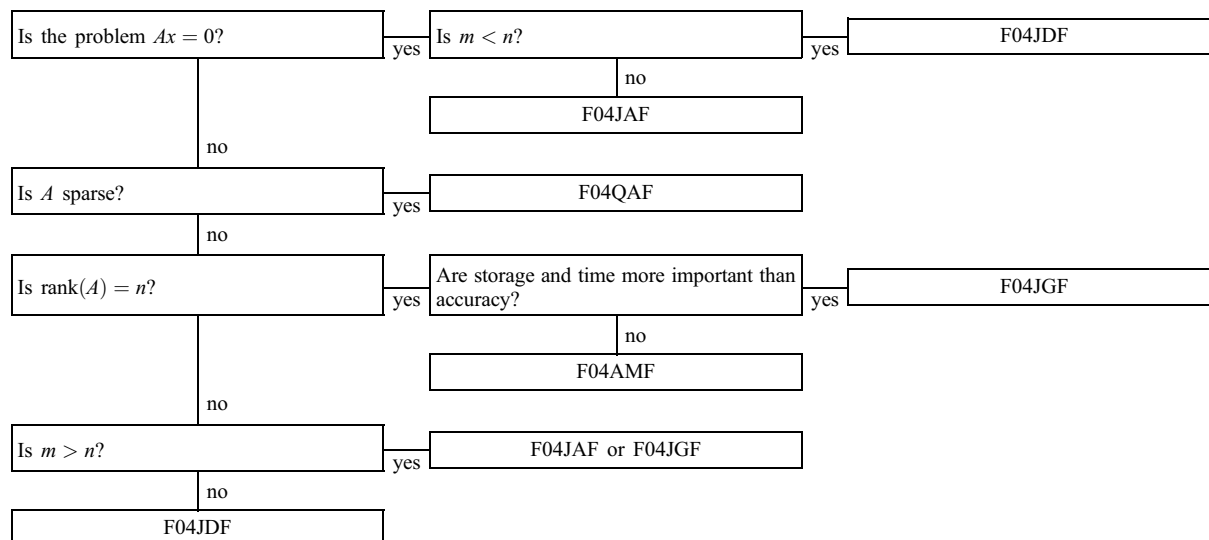 Is the problem Ax = 0?
yes
Is m < n?
yes
F04JDF
no
F04JAF
no
Is A sparse?
yes
F04QAF
no
Is rank(A) = n?
yes
Are storage and time more important than
accuracy?
yes
F04JGF
no
F04AMF
no
Is m > n?
yes
F04JAF or F04JGF
no
F04JDF